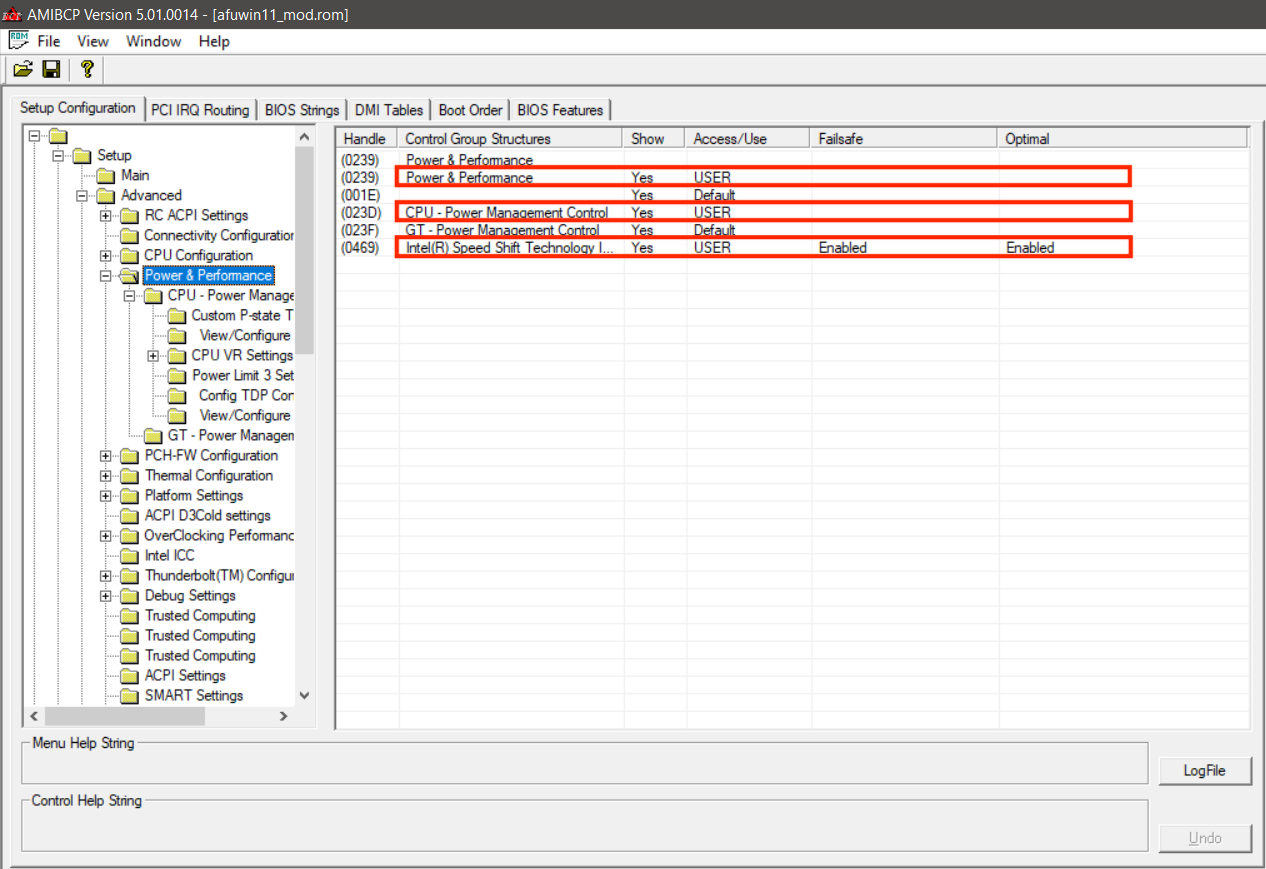 AMIBCP Version 5.01.0014 - [afuwin11_mod.rom]
File View Window Help
Setup Configuration PCI IRQ Routing BIOS Strings DMI Tables Boot Order BIOS Features
Setup
Main
Advanced
RC ACPI Settings
Connectivity Configuration
CPU Configuration
Power & Performance
CPU - Power Manage
Custom P-state T
View/Configure
CPU VR Settings
Power Limit 3 Set
Config TDP Con
View/Configure
GT - Power Managem
PCH-FW Configuration
Thermal Configuration
Platform Settings
ACPI D3Cold settings
OverClocking Performanc
Intel ICC
Thunderbolt(TM) Configur
Debug Settings
Trusted Computing
Trusted Computing
Trusted Computing
ACPI Settings
SMART Settings
Handle Control Group Structures Show Access/Use Failsafe Optimal
(0239) Power & Performance
(0239) Power & Performance Yes USER
(001E) Yes Default
(023D) CPU - Power Management Control Yes USER
(023F) GT - Power Management Control Yes Default
(0469) Intel(R) Speed Shift Technology I... Yes USER Enabled Enabled
Menu Help String
LogFile
Control Help String
Undo